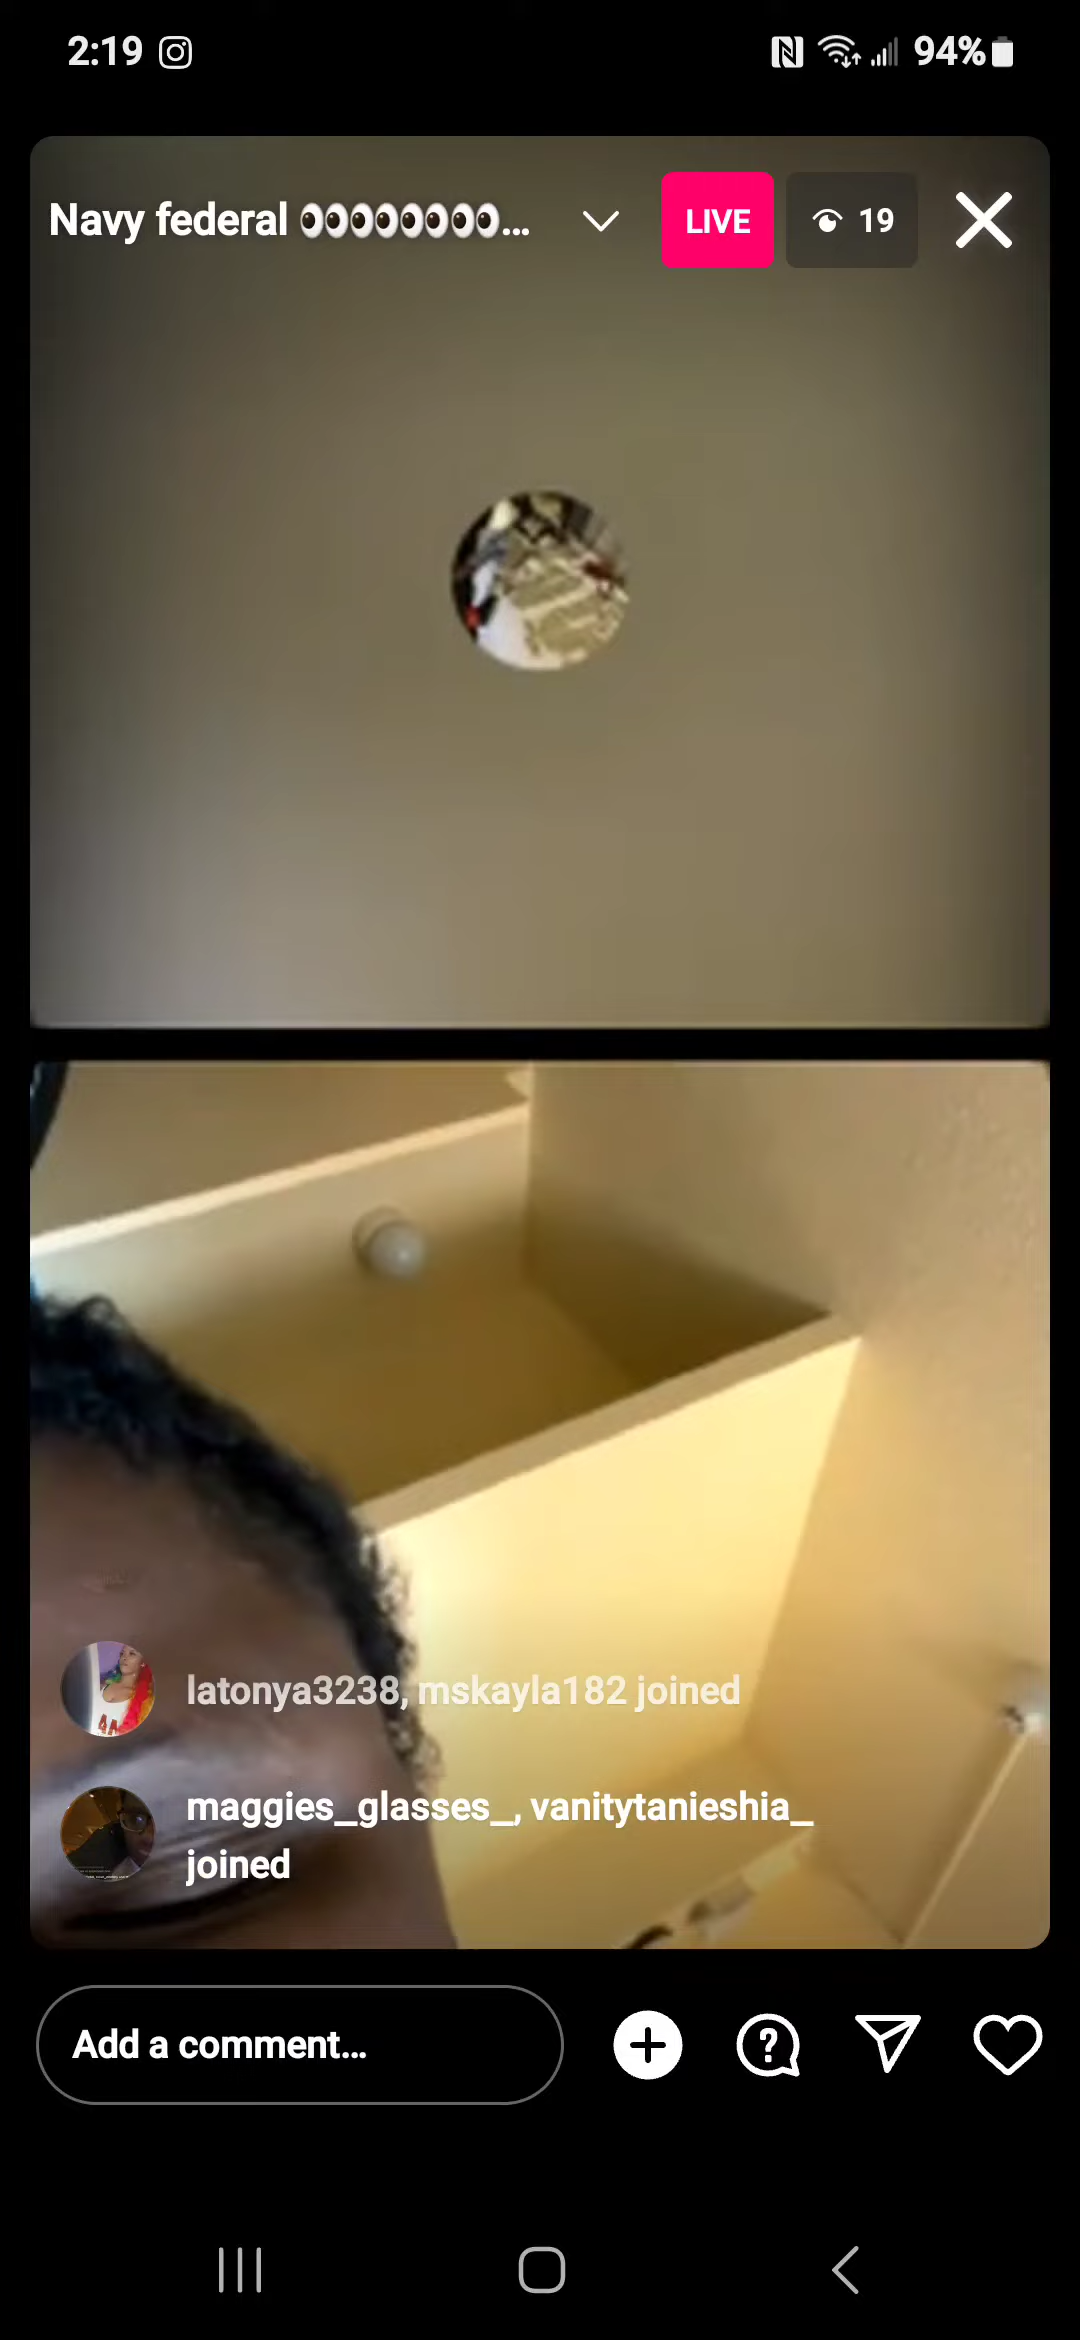 2:19
94%
Navy federal 👀👀👀👀...
LIVE
19
latonya3238, mskayla182 joined
maggies_glasses_, vanitytanieshia_
joined
Add a comment...